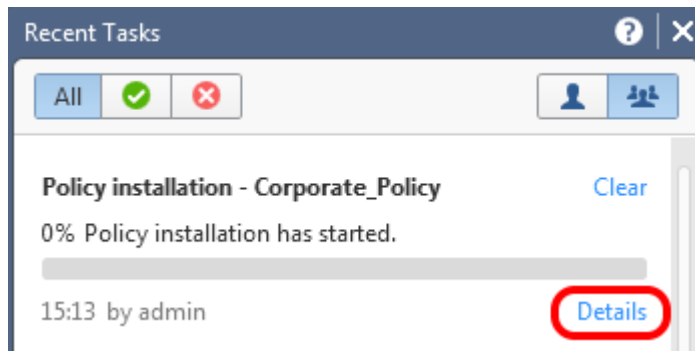 Recent Tasks ?
All
Policy installation - Corporate_Policy Clear
0% Policy installation has started.
15:13 by admin Details